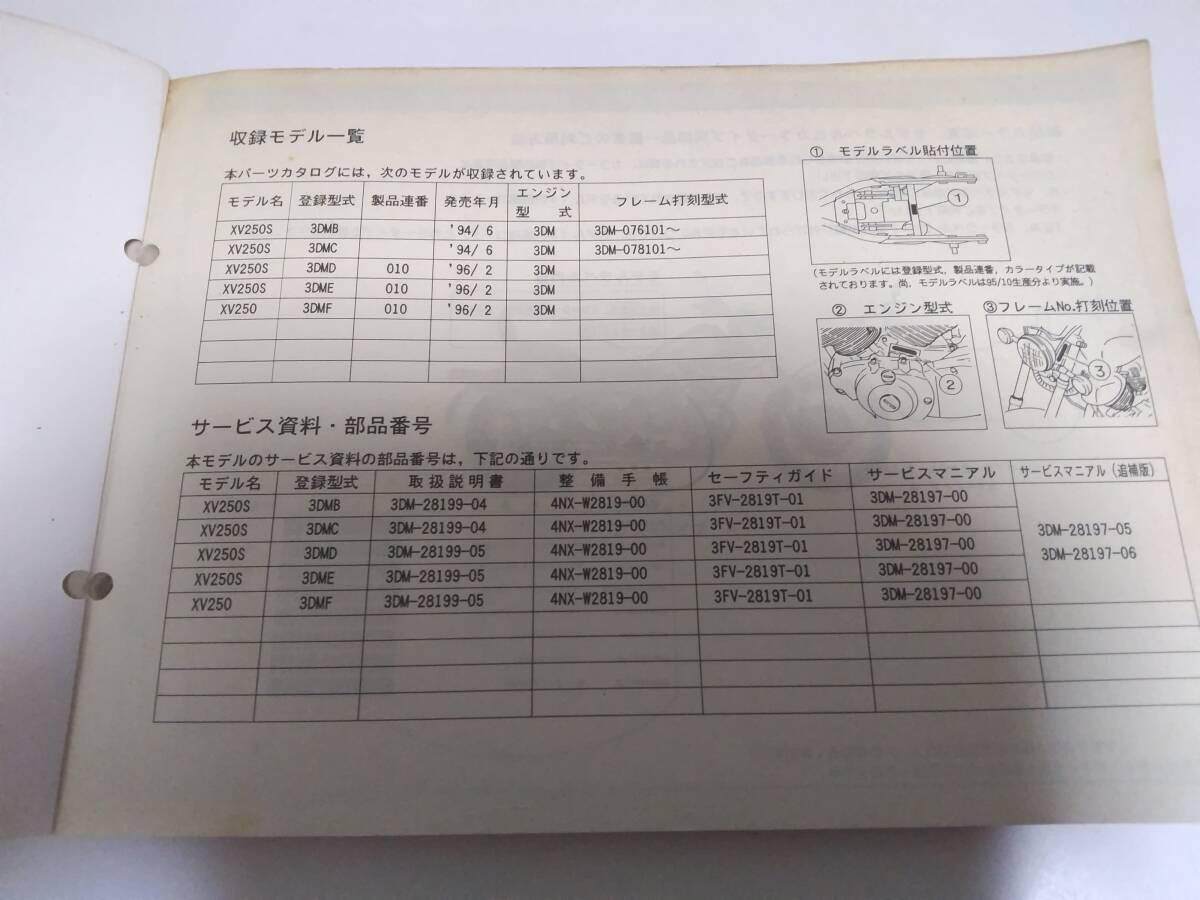 収録モデル一覧
本パーツカタログには，次のモデルが収録されています。
モデル名 登録型式 製品連番 発売年月 エンジン型式 フレーム打刻型式
XV250S 3DMB '94/ 6 3DM 3DM-076101～
XV250S 3DMC '94/ 6 3DM 3DM-078101～
XV250S 3DMD 010 '96/ 2 3DM
XV250S 3DME 010 '96/ 2 3DM
XV250 3DMF 010 '96/ 2 3DM
① モデルラベル貼付位置
①
(モデルラベルには登録型式，製品連番，カラータイプが記載
されております。尚，モデルラベルは95/10生産分より実施。)
② エンジン型式
②
③フレームNo.打刻位置
③
サービス資料・部品番号
本モデルのサービス資料の部品番号は，下記の通りです。
モデル名 登録型式 取扱説明書 整備手帳 セーフティガイド サービスマニアル サービスマニアル（追補版）
XV250S 3DMB 3DM-28199-04 4NX-W2819-00 3FV-2819T-01 3DM-28197-00
XV250S 3DMC 3DM-28199-04 4NX-W2819-00 3FV-2819T-01 3DM-28197-00 3DM-28197-05
XV250S 3DMD 3DM-28199-05 4NX-W2819-00 3FV-2819T-01 3DM-28197-00 3DM-28197-06
XV250S 3DME 3DM-28199-05 4NX-W2819-00 3FV-2819T-01 3DM-28197-00
XV250 3DMF 3DM-28199-05 4NX-W2819-00 3FV-2819T-01 3DM-28197-00